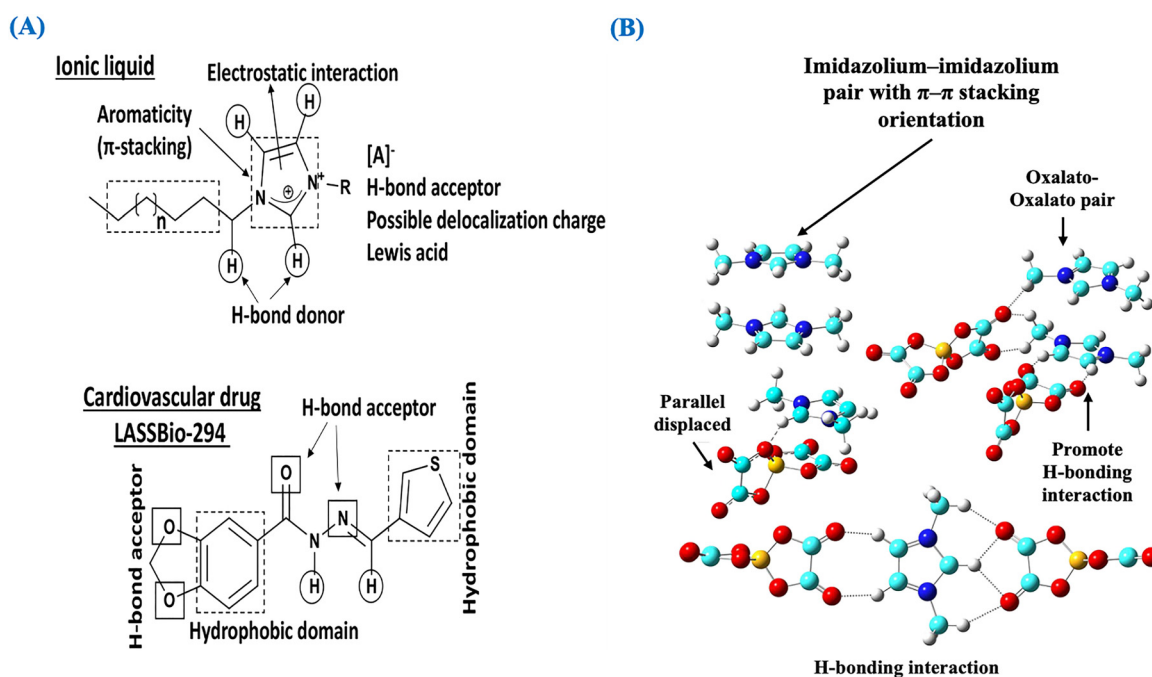 (A)
Ionic liquid
Electrostatic interaction
Aromaticity
(π-stacking)
H
H
[A]-
H-bond acceptor
Possible delocalization charge
Lewis acid
N
+
N
R
⊕
n
H
H
H-bond donor
Cardiovascular drug
LASSBio-294
H-bond acceptor
H-bond acceptor
O
O
O
N
N
H
H
S
Hydrophobic domain
Hydrophobic domain
(B)
Imidazolium–imidazolium
pair with π–π stacking
orientation
Oxalato-
Oxalato pair
Parallel
displaced
Promote
H-bonding
interaction
H-bonding interaction